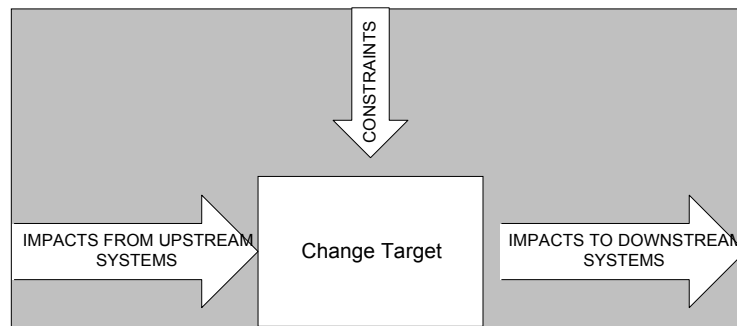 CONSTRAINTS
IMPACTS FROM UPSTREAM
SYSTEMS
Change Target
IMPACTS TO DOWNSTREAM
SYSTEMS